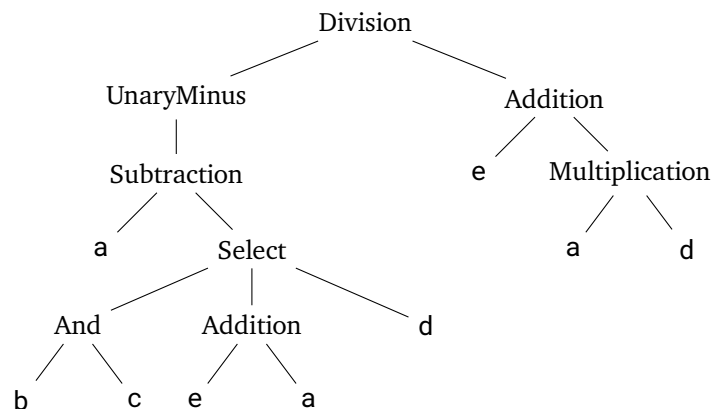 Division
UnaryMinus Addition
Subtraction e Multiplication
a Select a d
And Addition d
b c e a